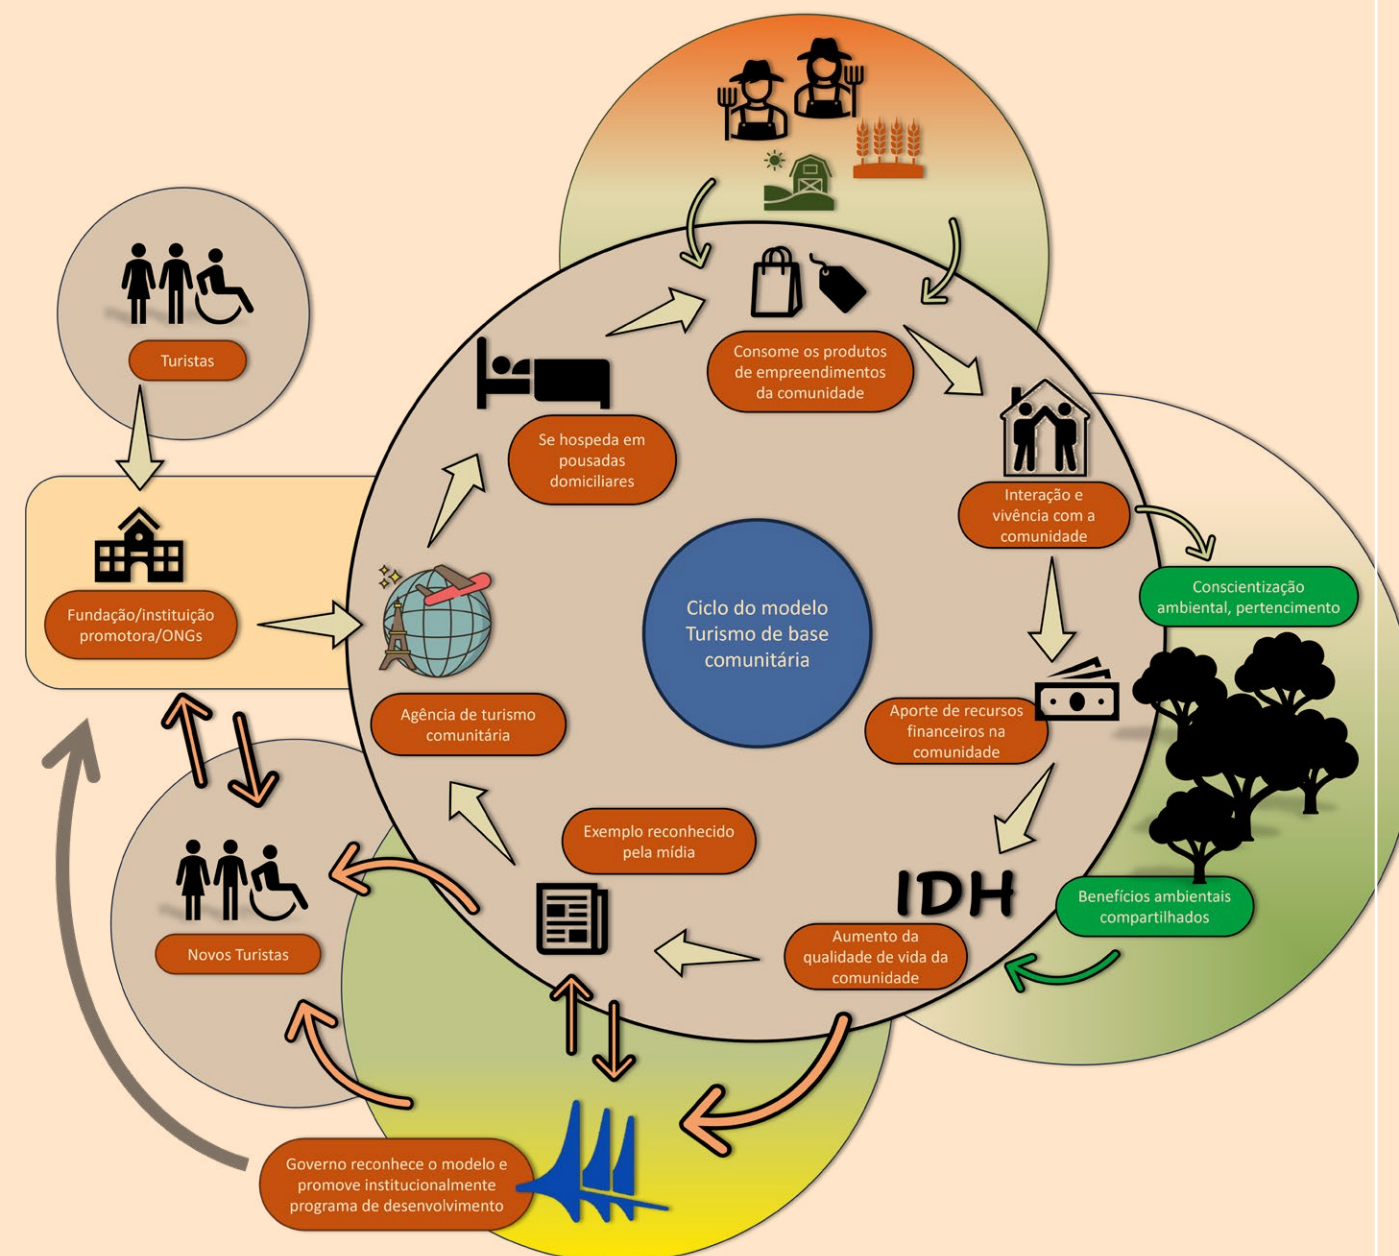 Turistas
Consome os produtos
de empreendimentos
da comunidade
Se hospeda em
pousadas
domiciliares
Interação e
vivência com a
comunidade
Conscientização
ambiental, pertencimento
Fundação/instituição
promotora/ONGs
Ciclo do modelo
Turismo de base
comunitária
Agência de turismo
comunitária
Aporte de recursos
financeiros na
comunidade
Exemplo reconhecido
pela mídia
IDH
Benefícios ambientais
compartilhados
Aumento da
qualidade de vida da
comunidade
Novos Turistas
Governo reconhece o modelo e
promove institucionalmente
programa de desenvolvimento